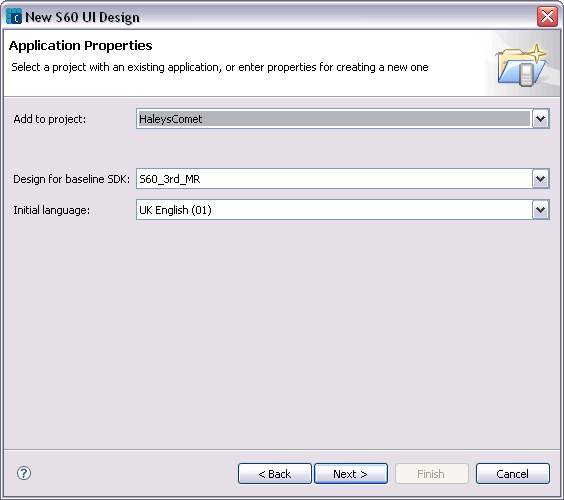 New S60 UI Design
Application Properties
Select a project with an existing application, or enter properties for creating a new one
Add to project: HaleysComet
Design for baseline SDK: S60_3rd_MR
Initial language: UK English (01)
? < Back Next > Finish Cancel